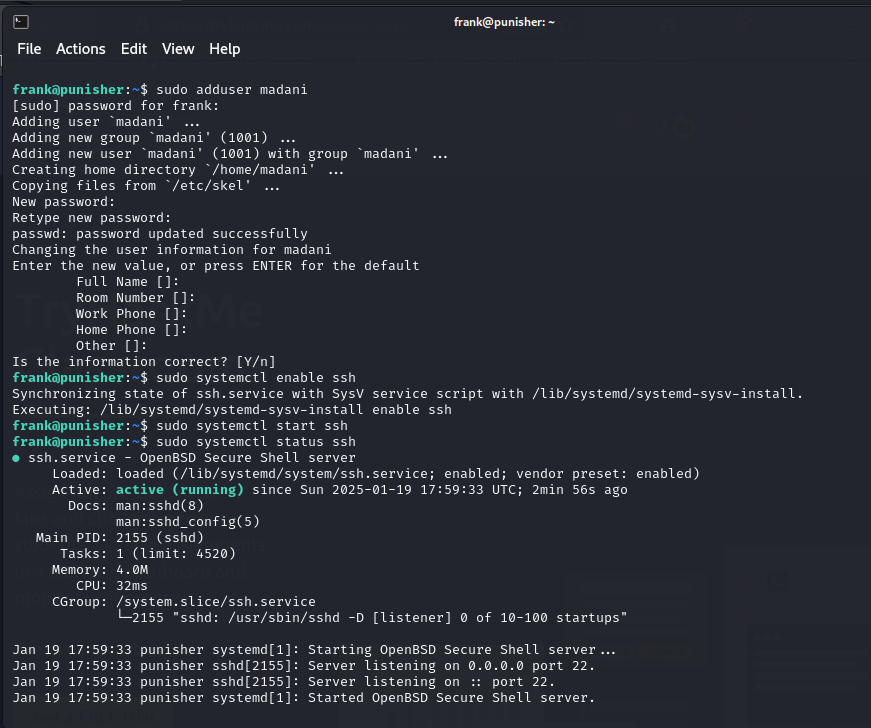 frank@punisher: ~
File Actions Edit View Help
frank@punisher:~$ sudo adduser madani
[sudo] password for frank:
Adding user `madani' ...
Adding new group `madani' (1001) ...
Adding new user `madani' (1001) with group `madani' ...
Creating home directory `/home/madani' ...
Copying files from `/etc/skel' ...
New password:
Retype new password:
passwd: password updated successfully
Changing the user information for madani
Enter the new value, or press ENTER for the default
        Full Name []:
        Room Number []:
        Work Phone []:
        Home Phone []:
        Other []:
Is the information correct? [Y/n]
frank@punisher:~$ sudo systemctl enable ssh
Synchronizing state of ssh.service with SysV service script with /lib/systemd/systemd-sysv-install.
Executing: /lib/systemd/systemd-sysv-install enable ssh
frank@punisher:~$ sudo systemctl start ssh
frank@punisher:~$ sudo systemctl status ssh
● ssh.service - OpenBSD Secure Shell server
     Loaded: loaded (/lib/systemd/system/ssh.service; enabled; vendor preset: enabled)
     Active: active (running) since Sun 2025-01-19 17:59:33 UTC; 2min 56s ago
       Docs: man:sshd(8)
             man:sshd_config(5)
   Main PID: 2155 (sshd)
      Tasks: 1 (limit: 4520)
     Memory: 4.0M
        CPU: 32ms
     CGroup: /system.slice/ssh.service
             └─2155 "sshd: /usr/sbin/sshd -D [listener] 0 of 10-100 startups"

Jan 19 17:59:33 punisher systemd[1]: Starting OpenBSD Secure Shell server...
Jan 19 17:59:33 punisher sshd[2155]: Server listening on 0.0.0.0 port 22.
Jan 19 17:59:33 punisher sshd[2155]: Server listening on :: port 22.
Jan 19 17:59:33 punisher systemd[1]: Started OpenBSD Secure Shell server.